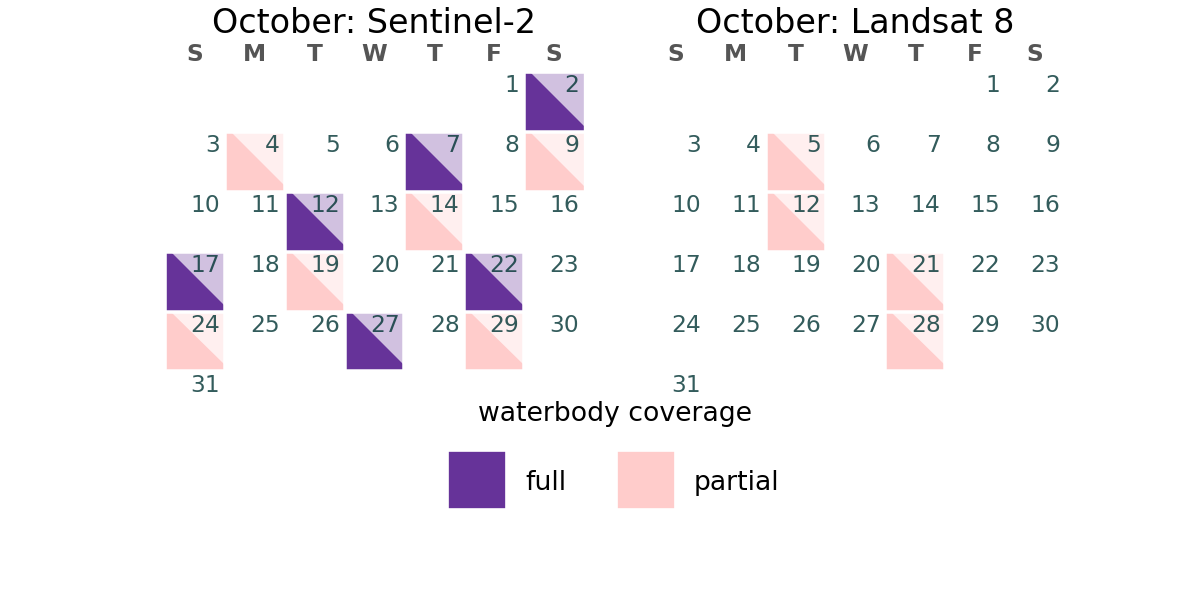 October: Sentinel-2
S M T W T F S
1 2
3 4 5 6 7 8 9
10 11 12 13 14 15 16
17 18 19 20 21 22 23
24 25 26 27 28 29 30
31
October: Landsat 8
S M T W T F S
1 2
3 4 5 6 7 8 9
10 11 12 13 14 15 16
17 18 19 20 21 22 23
24 25 26 27 28 29 30
31
waterbody coverage
full partial